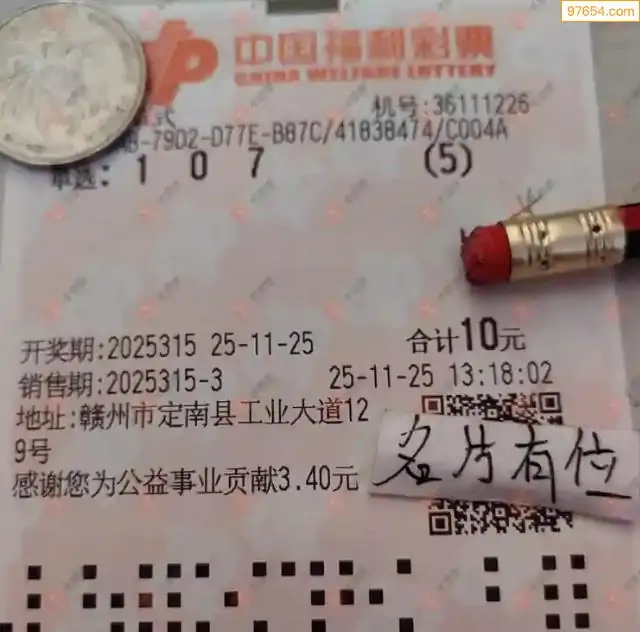 97654.com
中国福利彩票
CHINA WELFARE LOTTERY
式 机号:36111226
B-79D2-D77E-B87C/41838474/C004A
单选: 1 0 7 (5)
开奖期:2025315 25-11-25 合计10元
销售期:2025315-3 25-11-25 13:18:02
地址:赣州市定南县工业大道12
9号
感谢您为公益事业贡献3.40元
名片有位